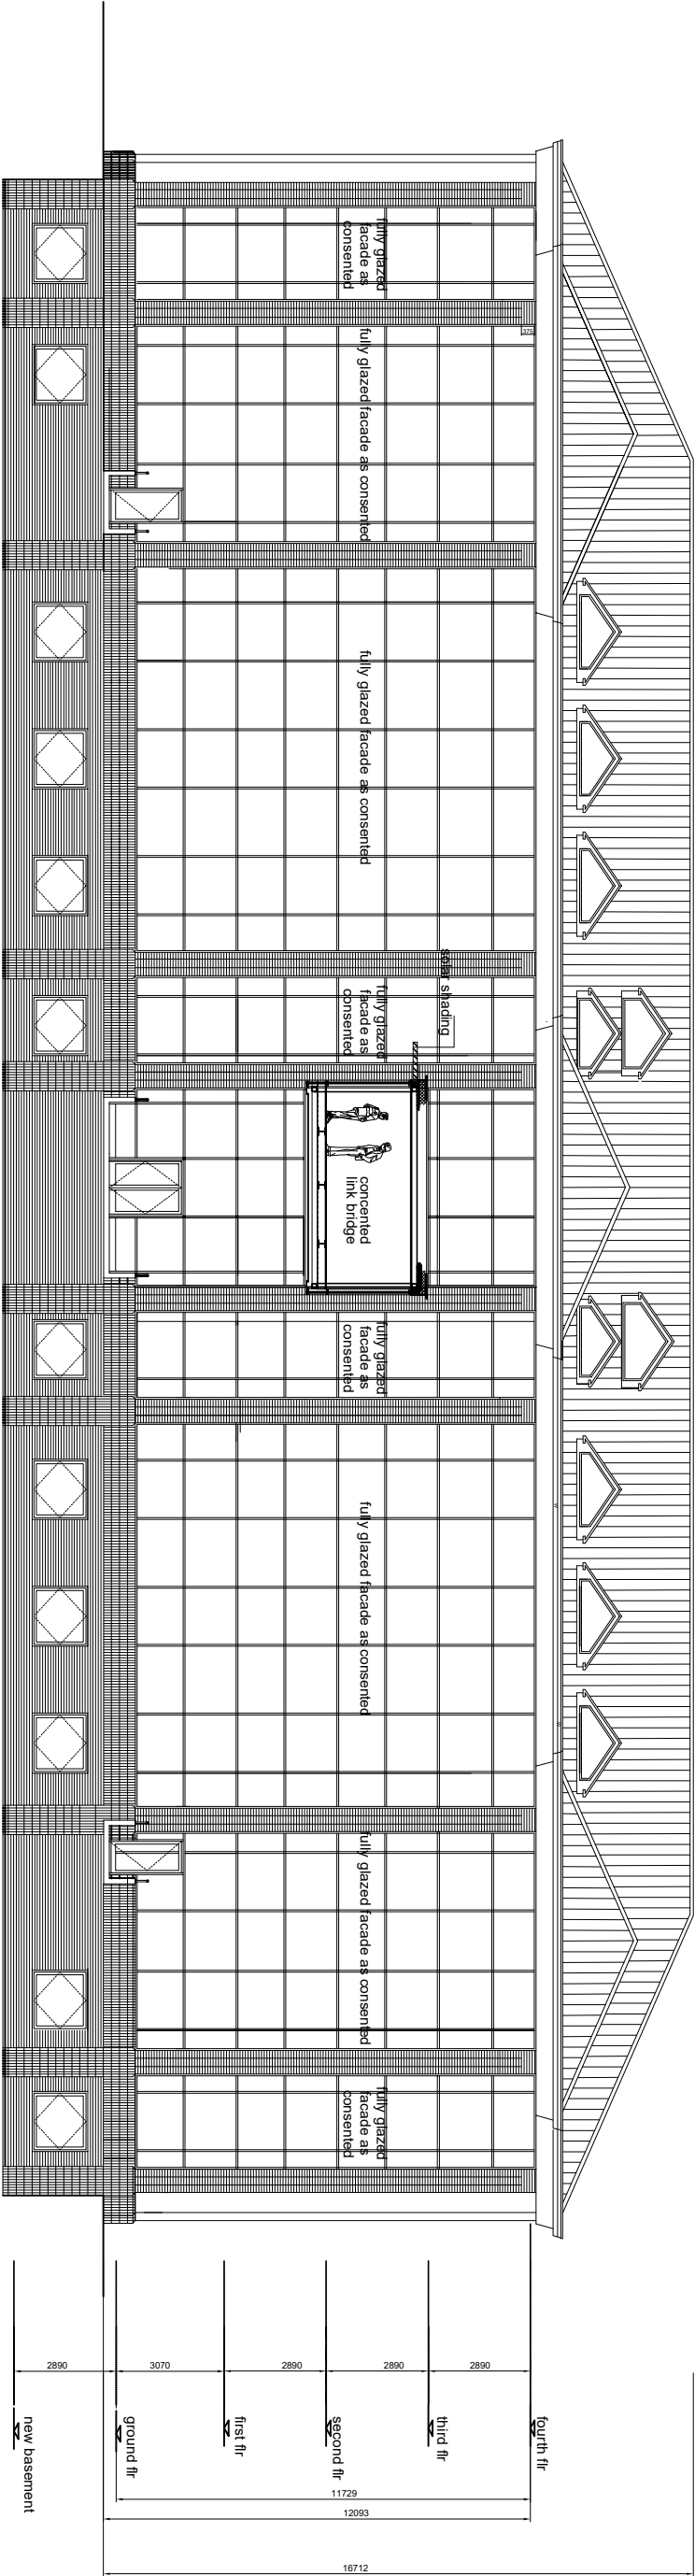 fully glazed
facade as
consented
fully glazed facade as consented
fully glazed facade as consented
fully glazed
facade as
consented
solar shading
concented
link bridge
fully glazed
facade as
consented
fully glazed facade as consented
fully glazed facade as consented
fully glazed
facade as
consented
375
fourth flr
third flr
second flr
first flr
ground flr
new basement
2890
2890
2890
3070
2890
11729
12093
16712